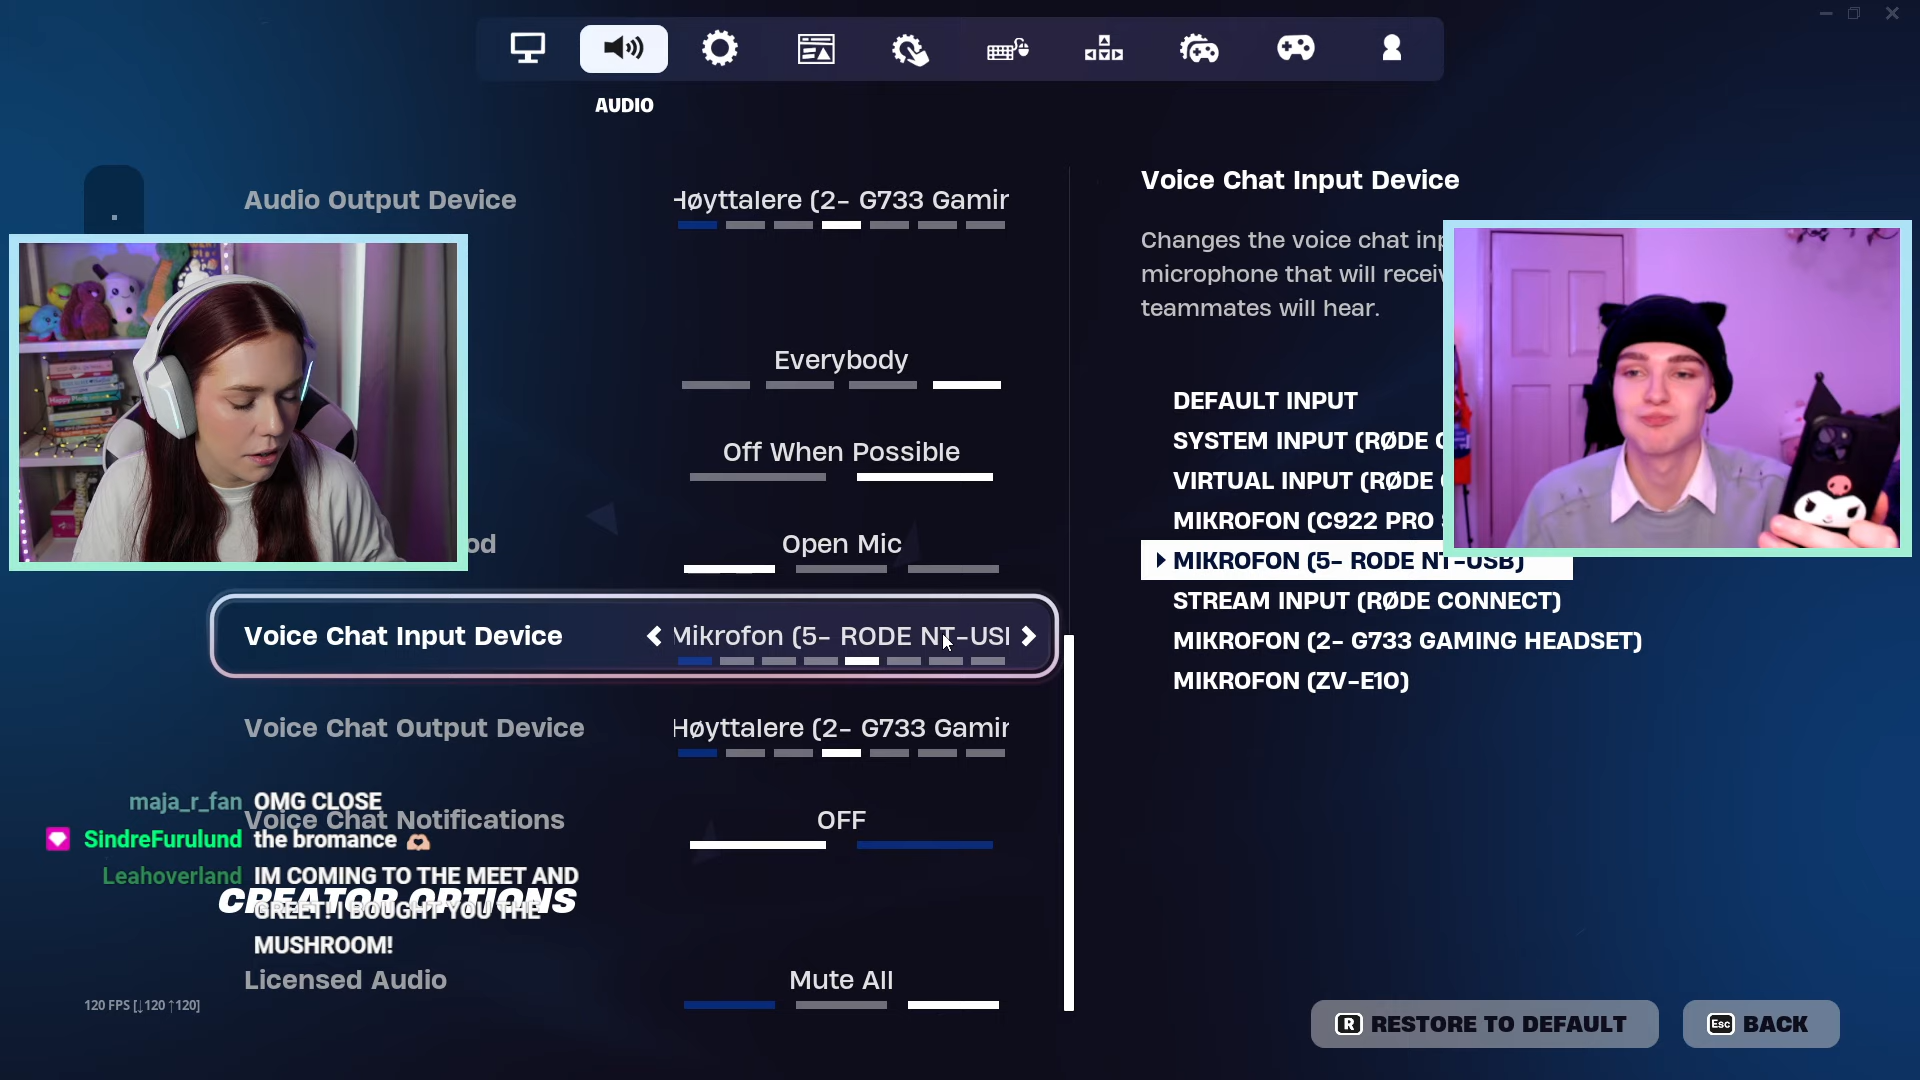 AUDIO
Audio Output Device
Høyttalere (2- G733 Gamir
Everybody
Off When Possible
od
Open Mic
Voice Chat Input Device
Mikrofon (5- RODE NT-USI
Voice Chat Output Device
Høyttalere (2- G733 Gamir
Voice Chat Notifications
OFF
CREATOR OPTIONS
Licensed Audio
Mute All
maja_r_fan OMG CLOSE
SindreFurulund the bromance 🫶🏼
Leahoverland IM COMING TO THE MEET AND
GREET! I BOUGHT YOU THE
MUSHROOM!
120 FPS [↓120 ↑120]
Voice Chat Input Device
Changes the voice chat inp
microphone that will receiv
teammates will hear.
DEFAULT INPUT
SYSTEM INPUT (RØDE C
VIRTUAL INPUT (RØDE
MIKROFON (C922 PRO
MIKROFON (5- RODE NT-USB)
STREAM INPUT (RØDE CONNECT)
MIKROFON (2- G733 GAMING HEADSET)
MIKROFON (ZV-E10)
R RESTORE TO DEFAULT
Esc BACK